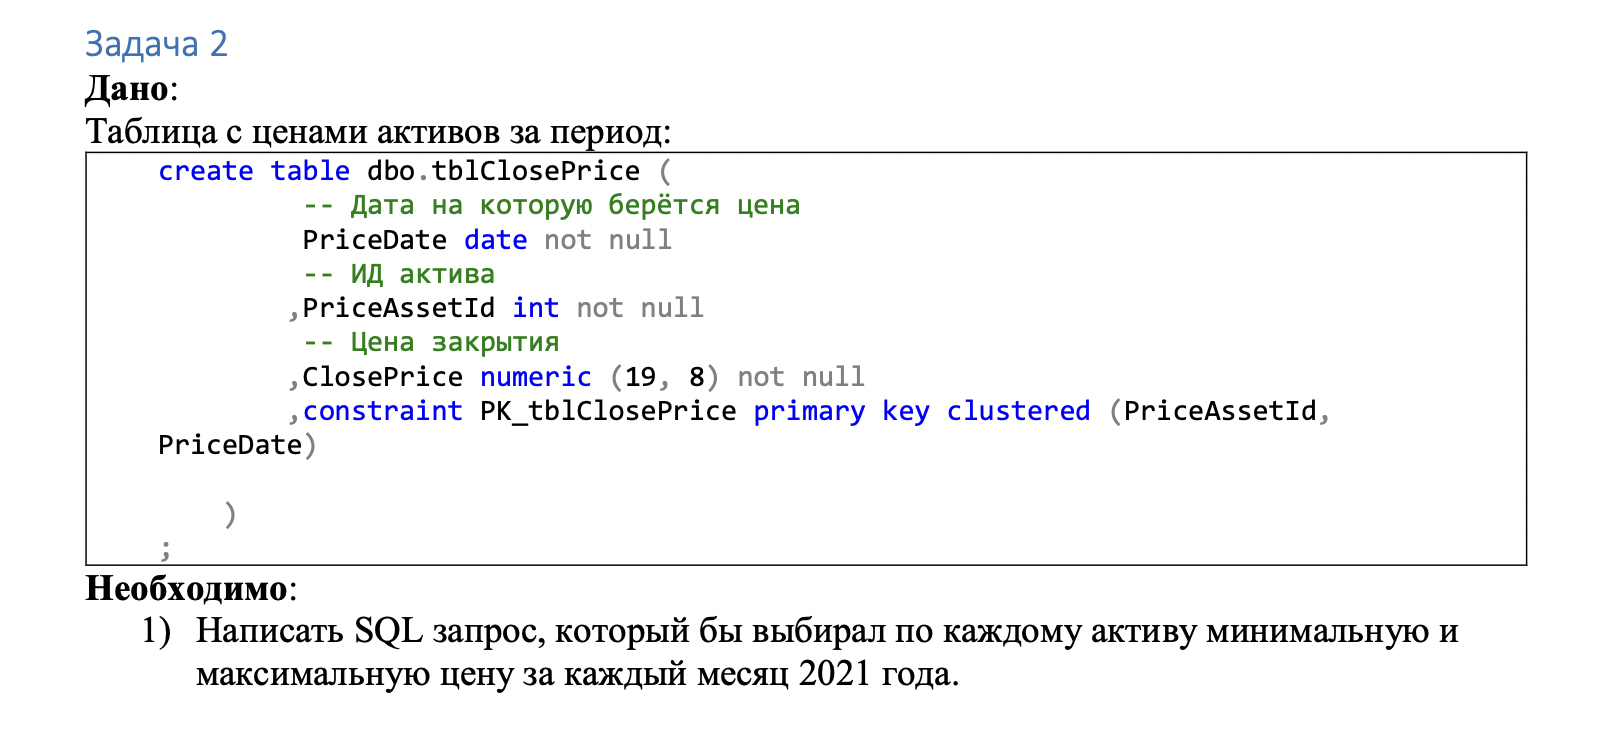 Задача 2
Дано:
Таблица с ценами активов за период:
create table dbo.tblClosePrice (
-- Дата на которую берётся цена
PriceDate date not null
-- ИД актива
,PriceAssetId int not null
-- Цена закрытия
,ClosePrice numeric (19, 8) not null
,constraint PK_tblClosePrice primary key clustered (PriceAssetId,
PriceDate)
)
;
Необходимо:
1) Написать SQL запрос, который бы выбирал по каждому активу минимальную и
максимальную цену за каждый месяц 2021 года.